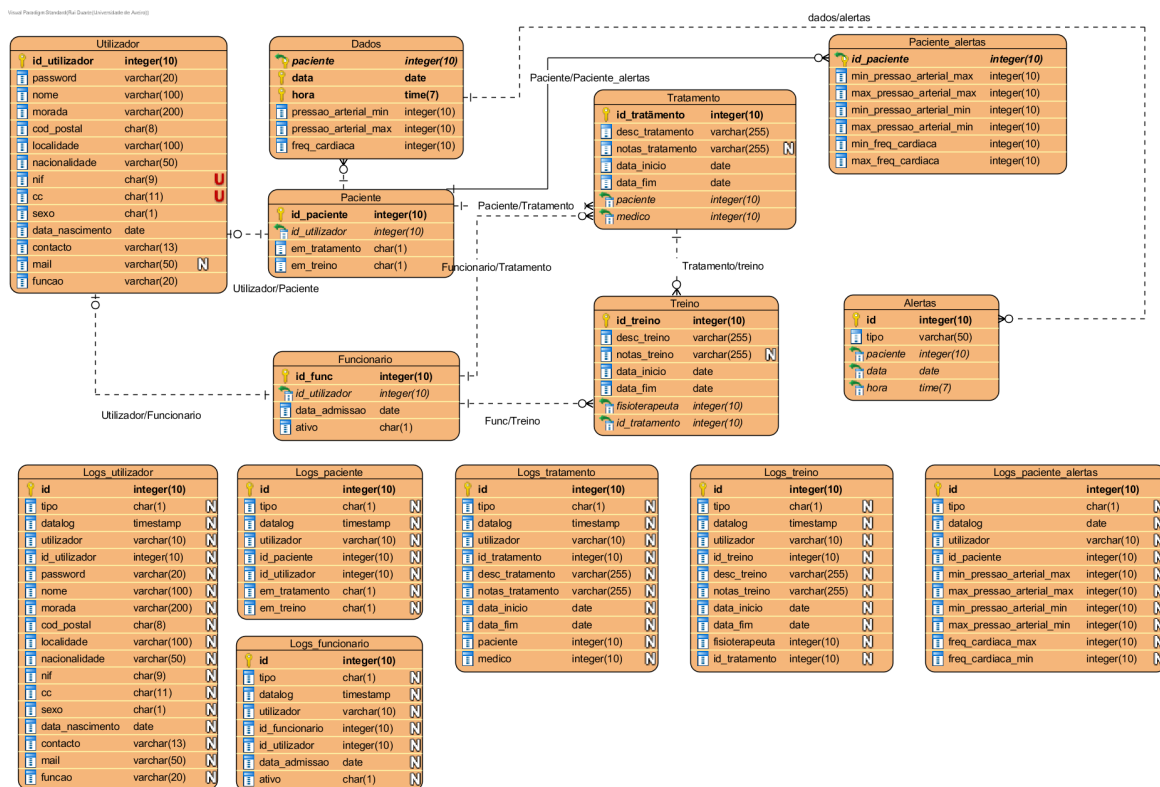 Visual Paradigm Standard(Rui Duarte(Universidade de Aveiro))
dados/alertas
Utilizador
id_utilizador integer(10)
password varchar(20)
nome varchar(100)
morada varchar(200)
cod_postal char(8)
localidade varchar(100)
nacionalidade varchar(50)
nif char(9) U
cc char(11) U
sexo char(1)
data_nascimento date
contacto varchar(13)
mail varchar(50) N
funcao varchar(20)
Dados
paciente integer(10)
data date
hora time(7)
pressao_arterial_min integer(10)
pressao_arterial_max integer(10)
freq_cardiaca integer(10)
Paciente/Paciente_alertas
Paciente_alertas
id_paciente integer(10)
min_pressao_arterial_max integer(10)
max_pressao_arterial_max integer(10)
min_pressao_arterial_min integer(10)
max_pressao_arterial_min integer(10)
min_freq_cardiaca integer(10)
max_freq_cardiaca integer(10)
Tratamento
id_tratamento integer(10)
desc_tratamento varchar(255)
notas_tratamento varchar(255) N
data_inicio date
data_fim date
paciente integer(10)
medico integer(10)
Paciente
id_paciente integer(10)
id_utilizador integer(10)
em_tratamento char(1)
em_treino char(1)
Paciente/Tratamento
Funcionario/Tratamento
Utilizador/Paciente
Tratamento/treino
Treino
id_treino integer(10)
desc_treino varchar(255)
notas_treino varchar(255) N
data_inicio date
data_fim date
fisioterapeuta integer(10)
id_tratamento integer(10)
Alertas
id integer(10)
tipo varchar(50)
paciente integer(10)
data date
hora time(7)
Funcionario
id_func integer(10)
id_utilizador integer(10)
data_admissao date
ativo char(1)
Utilizador/Funcionario
Func/Treino
Logs_utilizador
id integer(10)
tipo char(1) N
datalog timestamp N
utilizador varchar(10) N
id_utilizador integer(10) N
password varchar(20) N
nome varchar(100) N
morada varchar(200) N
cod_postal char(8) N
localidade varchar(100) N
nacionalidade varchar(50) N
nif char(9) N
cc char(11) N
sexo char(1) N
data_nascimento date N
contacto varchar(13) N
mail varchar(50) N
funcao varchar(20) N
Logs_paciente
id integer(10)
tipo char(1) N
datalog timestamp N
utilizador varchar(10) N
id_paciente integer(10) N
id_utilizador integer(10) N
em_tratamento char(1) N
em_treino char(1) N
Logs_funcionario
id integer(10)
tipo char(1) N
datalog timestamp N
utilizador varchar(10) N
id_funcionario integer(10) N
id_utilizador integer(10) N
data_admissao date N
ativo char(1) N
Logs_tratamento
id integer(10)
tipo char(1) N
datalog timestamp N
utilizador varchar(10) N
id_tratamento integer(10) N
desc_tratamento varchar(255) N
notas_tratamento varchar(255) N
data_inicio date N
data_fim date N
paciente integer(10) N
medico integer(10) N
Logs_treino
id integer(10)
tipo char(1) N
datalog timestamp N
utilizador varchar(10) N
id_treino integer(10) N
desc_treino varchar(255) N
notas_treino varchar(255) N
data_inicio date N
data_fim date N
fisioterapeuta integer(10) N
id_tratamento integer(10) N
Logs_paciente_alertas
id integer(10)
tipo char(1) N
datalog date N
utilizador varchar(10) N
id_paciente integer(10) N
min_pressao_arterial_max integer(10) N
max_pressao_arterial_max integer(10) N
min_pressao_arterial_min integer(10) N
max_pressao_arterial_min integer(10) N
freq_cardiaca_max integer(10) N
freq_cardiaca_min integer(10) N